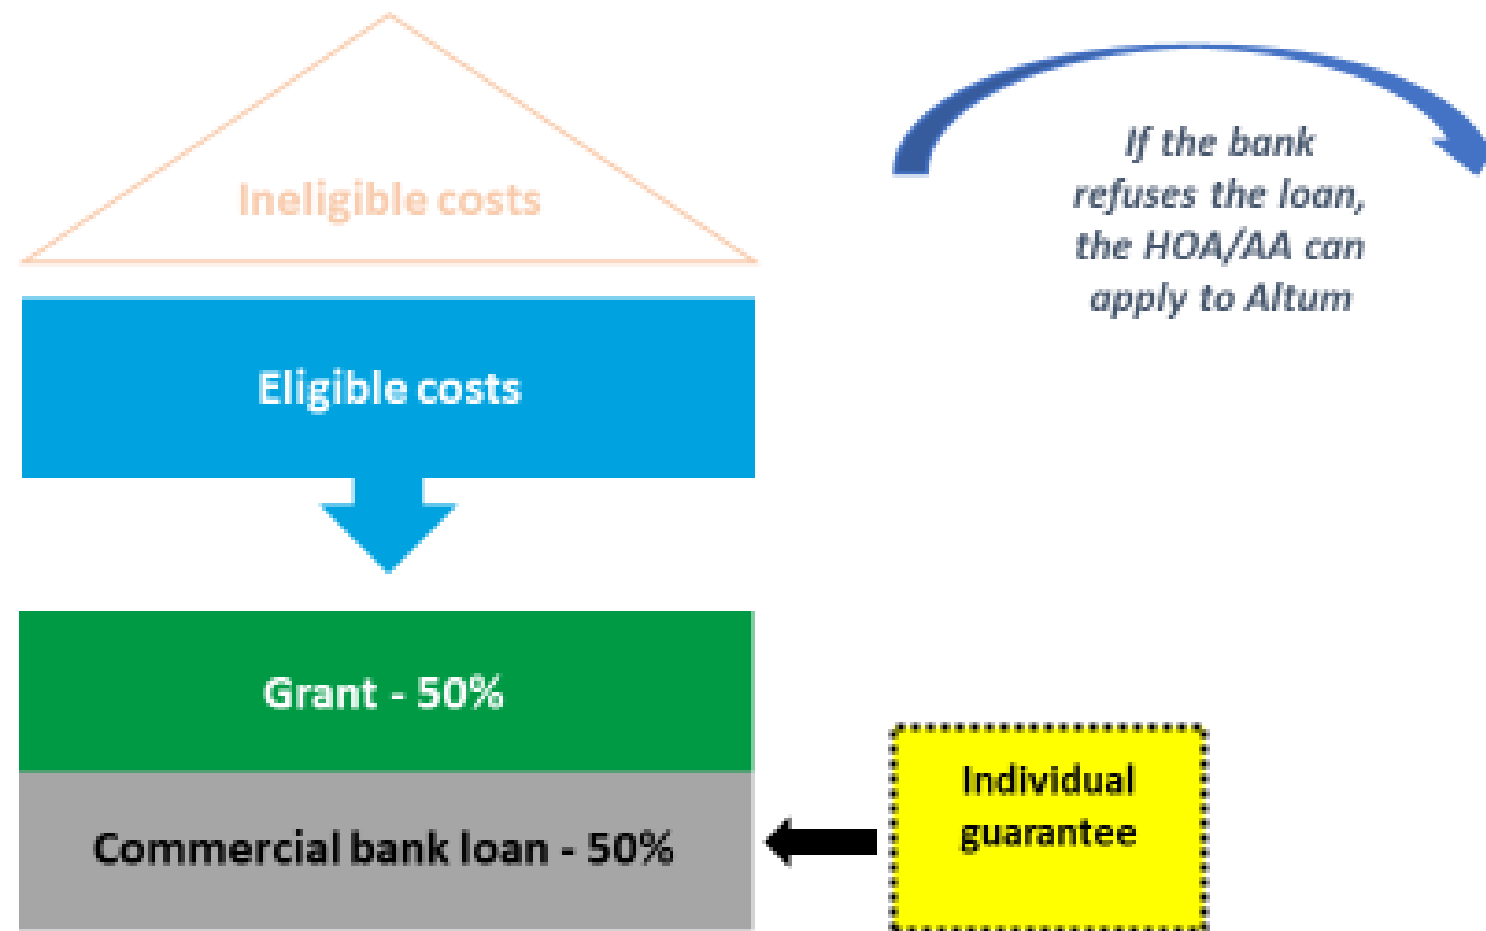 Ineligible costs
If the bank
refuses the loan,
the HOA/AA can
apply to Altum
Eligible costs
Grant - 50%
Commercial bank loan - 50%
Individual
guarantee